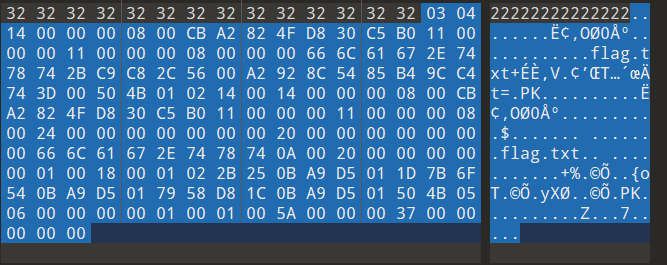 32 32 32 32 32 32 32 32 32 32 32 32 32 32 03 04 22222222222222..
14 00 00 00 08 00 CB A2 82 4F D8 30 C5 B0 11 00 ......Ë¢‚OØ0Å°..
00 00 11 00 00 00 08 00 00 00 66 6C 61 67 2E 74 ..........flag.t
78 74 2B C9 C8 2C 56 00 A2 92 8C 54 85 B4 9C C4 xt+ÉÈ,V.¢’ŒT…´œÄ
74 3D 00 50 4B 01 02 14 00 14 00 00 00 08 00 CB t=.PK..........Ë
A2 82 4F D8 30 C5 B0 11 00 00 00 11 00 00 00 08 ¢‚OØ0Å°.........
00 24 00 00 00 00 00 00 00 20 00 00 00 00 00 00 .$....... ......
00 66 6C 61 67 2E 74 78 74 0A 00 20 00 00 00 00 .flag.txt.. ....
00 01 00 18 00 01 02 2B 25 0B A9 D5 01 1D 7B 6F .......+%.©Õ..{o
54 0B A9 D5 01 79 58 D8 1C 0B A9 D5 01 50 4B 05 T.©Õ.yXØ..©Õ.PK.
06 00 00 00 00 01 00 01 00 5A 00 00 00 37 00 00 .........Z...7..
00 00 00 ...